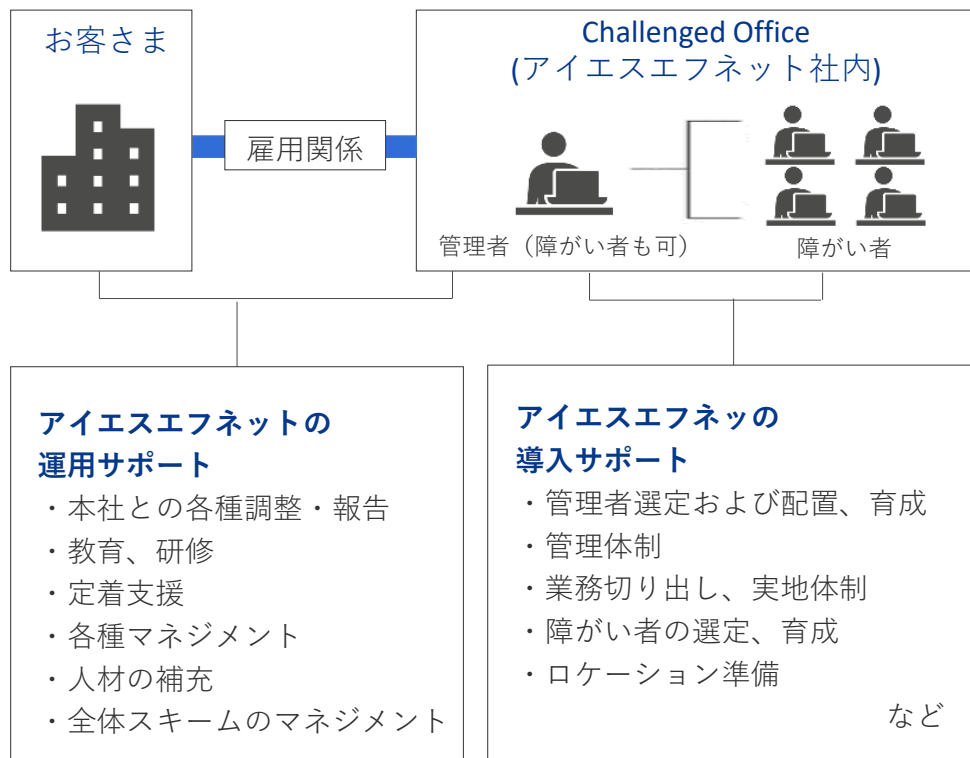 お客さま
Challenged Office
(アイエスエフネット社内)
雇用関係
管理者（障がい者も可）
障がい者
アイエスエフネットの
運用サポート
・本社との各種調整・報告
・教育、研修
・定着支援
・各種マネジメント
・人材の補充
・全体スキームのマネジメント
アイエスエフネッの
導入サポート
・管理者選定および配置、育成
・管理体制
・業務切り出し、実地体制
・障がい者の選定、育成
・ロケーション準備
など